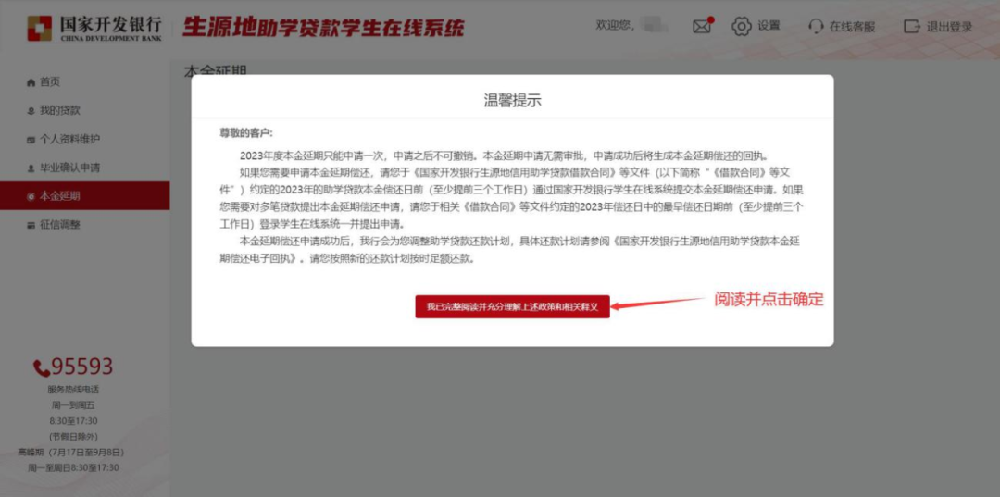 国家开发银行
CHINA DEVELOPMENT BANK
生源地助学贷款学生在线系统
欢迎您,
设置
在线客服
退出登录
首页
我的贷款
个人资料维护
毕业确认申请
本金延期
征信调整
本金延期
温馨提示
尊敬的客户:
2023年度本金延期只能申请一次，申请之后不可撤销。本金延期申请无需审批，申请成功后将生成本金延期偿还的回执。
如果您需要申请本金延期偿还，请您于《国家开发银行生源地信用助学贷款借款合同》等文件（以下简称“《借款合同》等文
件”）约定的2023年的助学贷款本金偿还日前（至少提前三个工作日）通过国家开发银行学生在线系统提交本金延期偿还申请。如果
您需要对多笔贷款提出本金延期偿还申请，请您于相关《借款合同》等文件约定的2023年偿还日中的最早偿还日期前（至少提前三个
工作日）登录学生在线系统一并提出申请。
本金延期偿还申请成功后，我行会为您调整助学贷款还款计划，具体还款计划请参阅《国家开发银行生源地信用助学贷款本金延
期偿还电子回执》。请您按照新的还款计划按时足额还款。
我已完整阅读并充分理解上述政策和相关释义
阅读并点击确定
95593
服务热线电话
周一到周五
8:30至17:30
(节假日除外)
高峰期（7月17日至9月8日）
周一至周日8:30至17:30